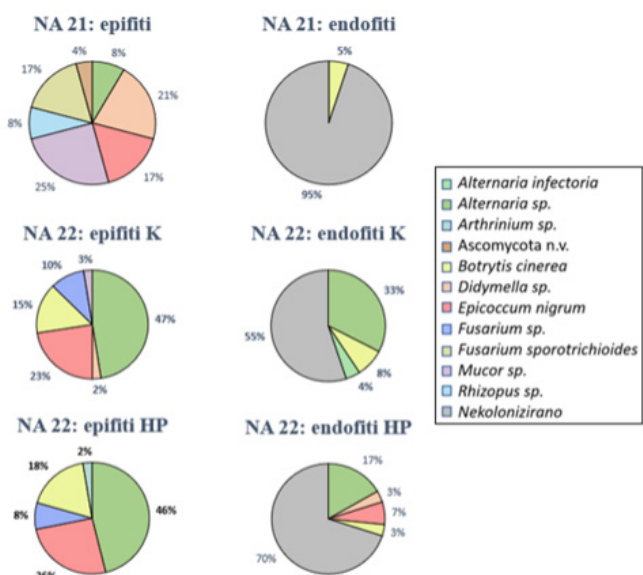 NA 21: epifiti
4%
8%
17%
21%
8%
25%
17%
NA 21: endofiti
5%
95%
NA 22: epifiti K
3%
10%
15%
47%
23%
2%
NA 22: endofiti K
33%
55%
8%
4%
NA 22: epifiti HP
2%
18%
8%
46%
NA 22: endofiti HP
17%
3%
7%
3%
70%
Alternaria infectoria
Alternaria sp.
Arthrinium sp.
Ascomycota n.v.
Botrytis cinerea
Didymella sp.
Epicoccum nigrum
Fusarium sp.
Fusarium sporotrichioides
Mucor sp.
Rhizopus sp.
Nekolonizirano